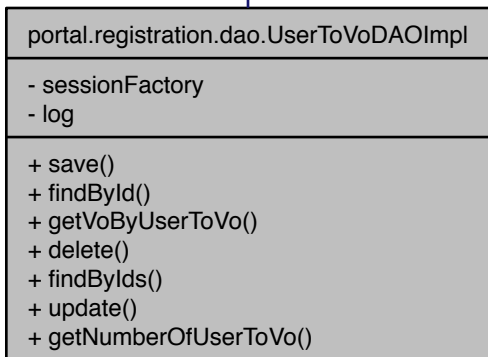 portal.registration.dao.UserToVoDAOImpl
- sessionFactory
- log
+ save()
+ findById()
+ getVoByUserToVo()
+ delete()
+ findByIds()
+ update()
+ getNumberOfUserToVo()